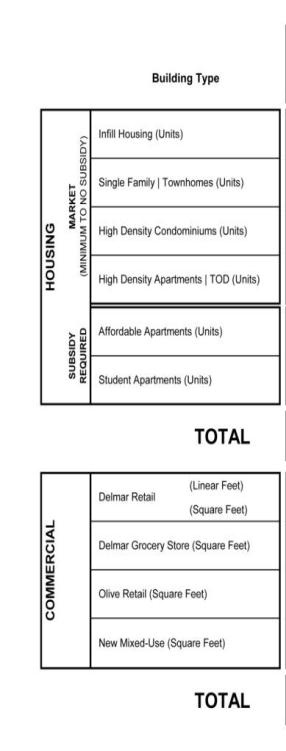 Building Type
HOUSING
MARKET
(MINIMUM TO NO SUBSIDY)
Infill Housing (Units)
Single Family | Townhomes (Units)
High Density Condominiums (Units)
High Density Apartments | TOD (Units)
SUBSIDY
REQUIRED
Affordable Apartments (Units)
Student Apartments (Units)
TOTAL
COMMERCIAL
Delmar Retail (Linear Feet)
(Square Feet)
Delmar Grocery Store (Square Feet)
Olive Retail (Square Feet)
New Mixed-Use (Square Feet)
TOTAL